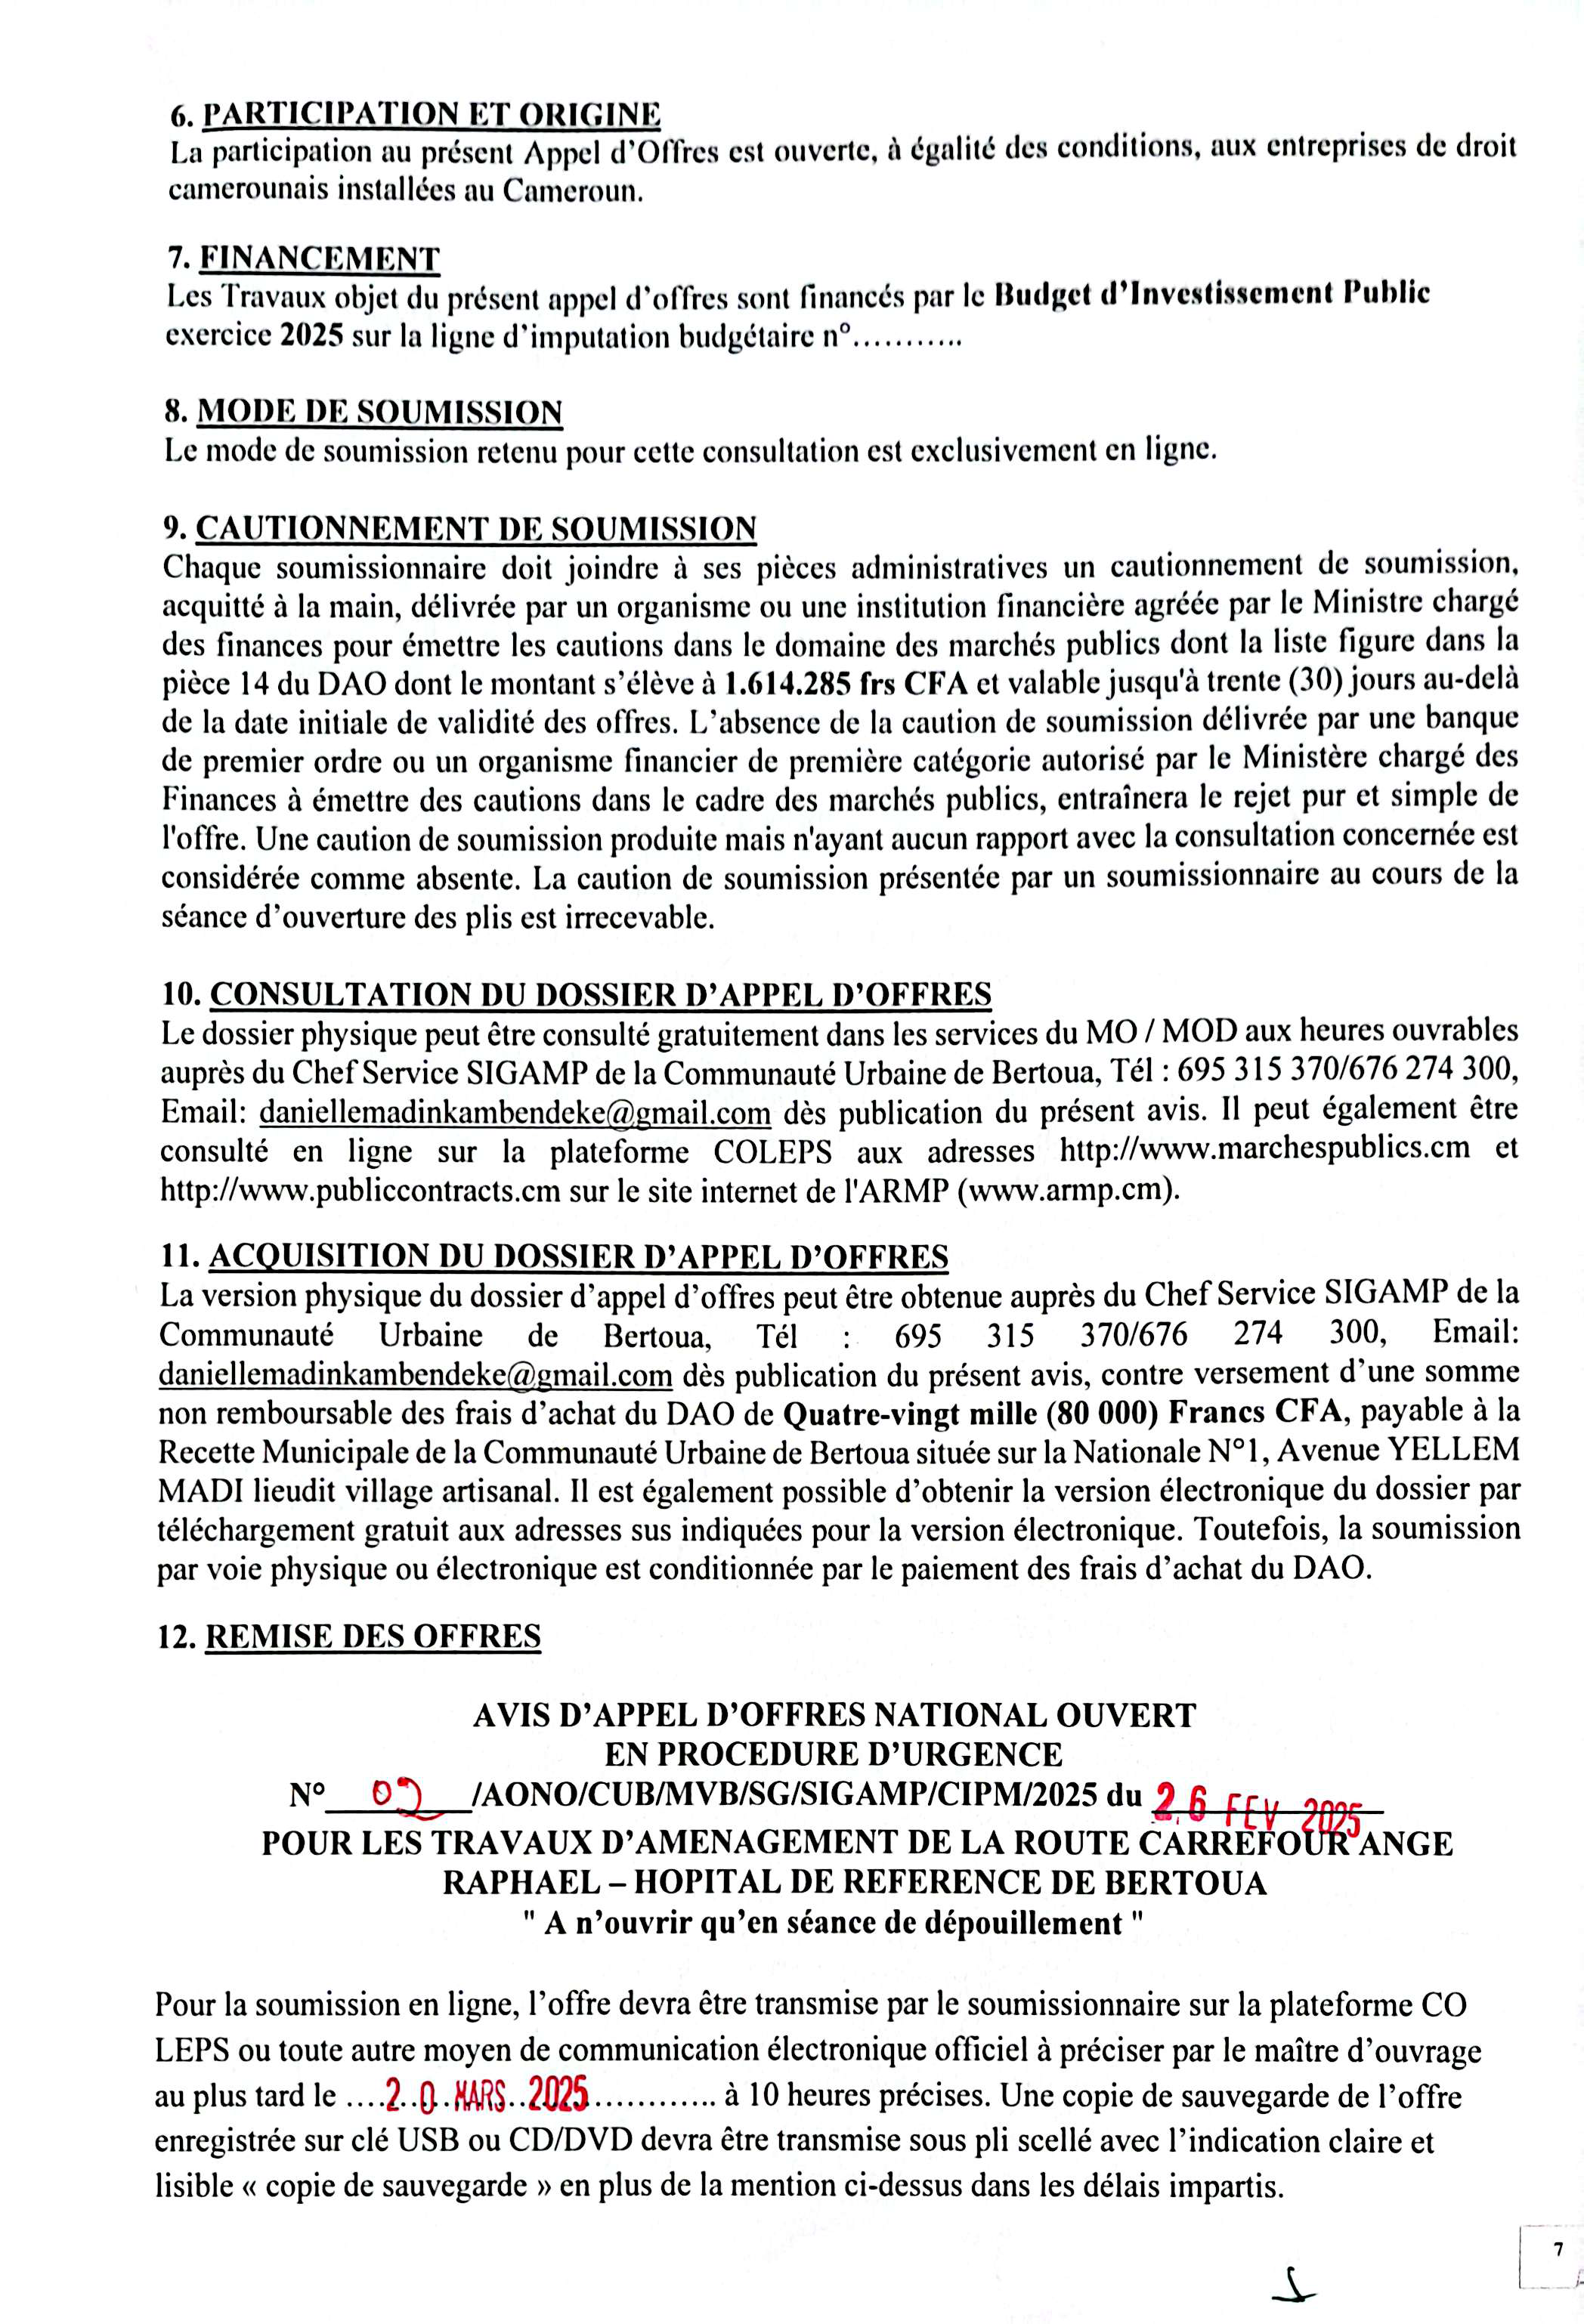 6. PARTICIPATION ET ORIGINE
La participation au présent Appel d'Offres est ouverte, à égalité des conditions, aux entreprises de droit
camerounais installées au Cameroun.
7. FINANCEMENT
Les Travaux objet du présent appel d'offres sont financés par le Budget d'Investissement Public
exercice 2025 sur la ligne d'imputation budgétaire n°...........
8. MODE DE SOUMISSION
Le mode de soumission retenu pour cette consultation est exclusivement en ligne.
9. CAUTIONNEMENT DE SOUMISSION
Chaque soumissionnaire doit joindre à ses pièces administratives un cautionnement de soumission,
acquitté à la main, délivrée par un organisme ou une institution financière agréée par le Ministre chargé
des finances pour émettre les cautions dans le domaine des marchés publics dont la liste figure dans la
pièce 14 du DAO dont le montant s'élève à 1.614.285 frs CFA et valable jusqu'à trente (30) jours au-delà
de la date initiale de validité des offres. L'absence de la caution de soumission délivrée par une banque
de premier ordre ou un organisme financier de première catégorie autorisé par le Ministère chargé des
Finances à émettre des cautions dans le cadre des marchés publics, entraînera le rejet pur et simple de
l'offre. Une caution de soumission produite mais n'ayant aucun rapport avec la consultation concernée est
considérée comme absente. La caution de soumission présentée par un soumissionnaire au cours de la
séance d'ouverture des plis est irrecevable.
10. CONSULTATION DU DOSSIER D'APPEL D'OFFRES
Le dossier physique peut être consulté gratuitement dans les services du MO / MOD aux heures ouvrables
auprès du Chef Service SIGAMP de la Communauté Urbaine de Bertoua, Tél : 695 315 370/676 274 300,
Email: daniellemadinkambendeke@gmail.com dès publication du présent avis. Il peut également être
consulté en ligne sur la plateforme COLEPS aux adresses http://www.marchespublics.cm et
http://www.publiccontracts.cm sur le site internet de l'ARMP (www.armp.cm).
11. ACQUISITION DU DOSSIER D'APPEL D'OFFRES
La version physique du dossier d'appel d'offres peut être obtenue auprès du Chef Service SIGAMP de la
Communauté Urbaine de Bertoua, Tél : 695 315 370/676 274 300, Email:
daniellemadinkambendeke@gmail.com dès publication du présent avis, contre versement d'une somme
non remboursable des frais d'achat du DAO de Quatre-vingt mille (80 000) Francs CFA, payable à la
Recette Municipale de la Communauté Urbaine de Bertoua située sur la Nationale N°1, Avenue YELLEM
MADI lieudit village artisanal. Il est également possible d'obtenir la version électronique du dossier par
téléchargement gratuit aux adresses sus indiquées pour la version électronique. Toutefois, la soumission
par voie physique ou électronique est conditionnée par le paiement des frais d'achat du DAO.
12. REMISE DES OFFRES
AVIS D'APPEL D'OFFRES NATIONAL OUVERT
EN PROCEDURE D'URGENCE
N° 02 /AONO/CUB/MVB/SG/SIGAMP/CIPM/2025 du 26 FEV 2025
POUR LES TRAVAUX D'AMENAGEMENT DE LA ROUTE CARREFOUR ANGE
RAPHAEL – HOPITAL DE REFERENCE DE BERTOUA
" A n'ouvrir qu'en séance de dépouillement "
Pour la soumission en ligne, l'offre devra être transmise par le soumissionnaire sur la plateforme CO
LEPS ou toute autre moyen de communication électronique officiel à préciser par le maître d'ouvrage
au plus tard le ....20 MARS 2025............ à 10 heures précises. Une copie de sauvegarde de l'offre
enregistrée sur clé USB ou CD/DVD devra être transmise sous pli scellé avec l'indication claire et
lisible « copie de sauvegarde » en plus de la mention ci-dessus dans les délais impartis.
7